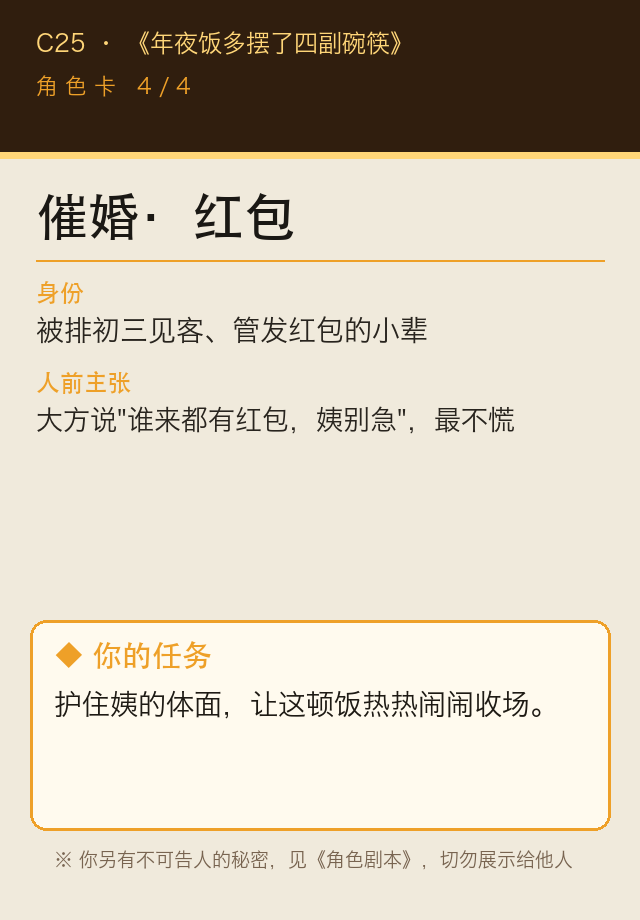 C25 · 《年夜饭多摆了四副碗筷》
角色卡 4/4
催婚· 红包
身份
被排初三见客、管发红包的小辈
人前主张
大方说"谁来都有红包，姨别急"，最不慌
◆ 你的任务
护住姨的体面，让这顿饭热热闹闹收场。
※ 你另有不可告人的秘密，见《角色剧本》，切勿展示给他人